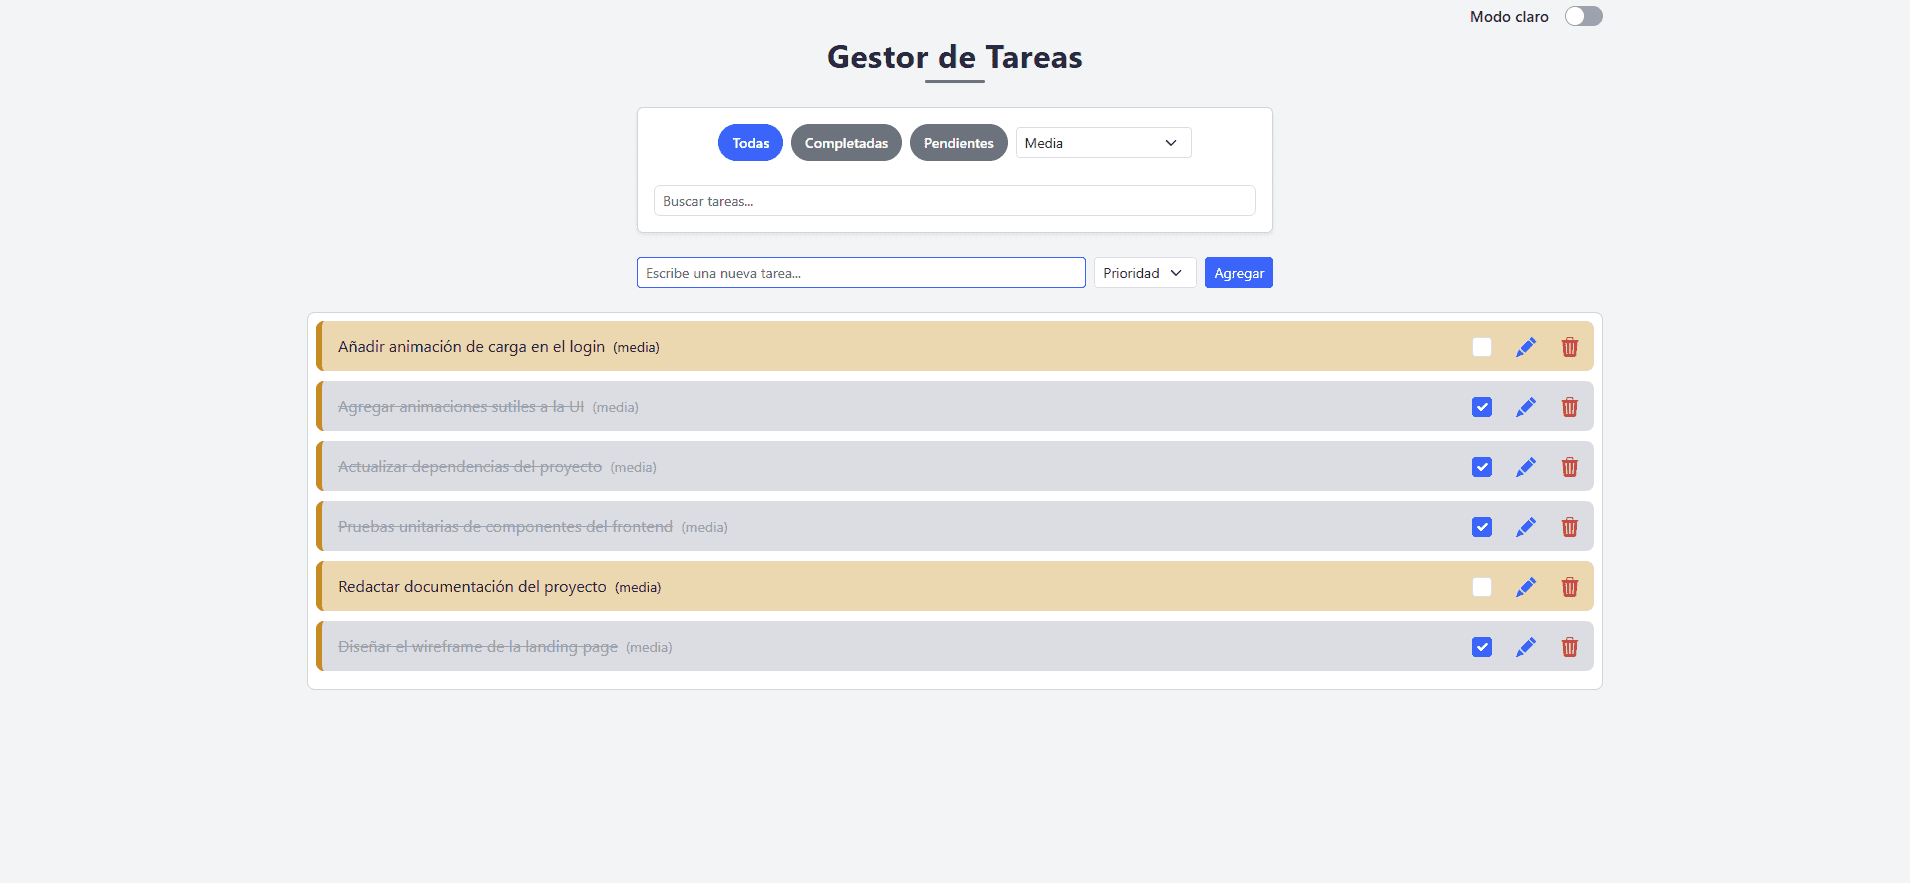 Modo claro
Gestor de Tareas
Todas Completadas Pendientes Media
Buscar tareas...
Escribe una nueva tarea... Prioridad Agregar
Añadir animación de carga en el login (media)
Agregar animaciones sutiles a la UI (media)
Actualizar dependencias del proyecto (media)
Pruebas unitarias de componentes del frontend (media)
Redactar documentación del proyecto (media)
Diseñar el wireframe de la landing page (media)